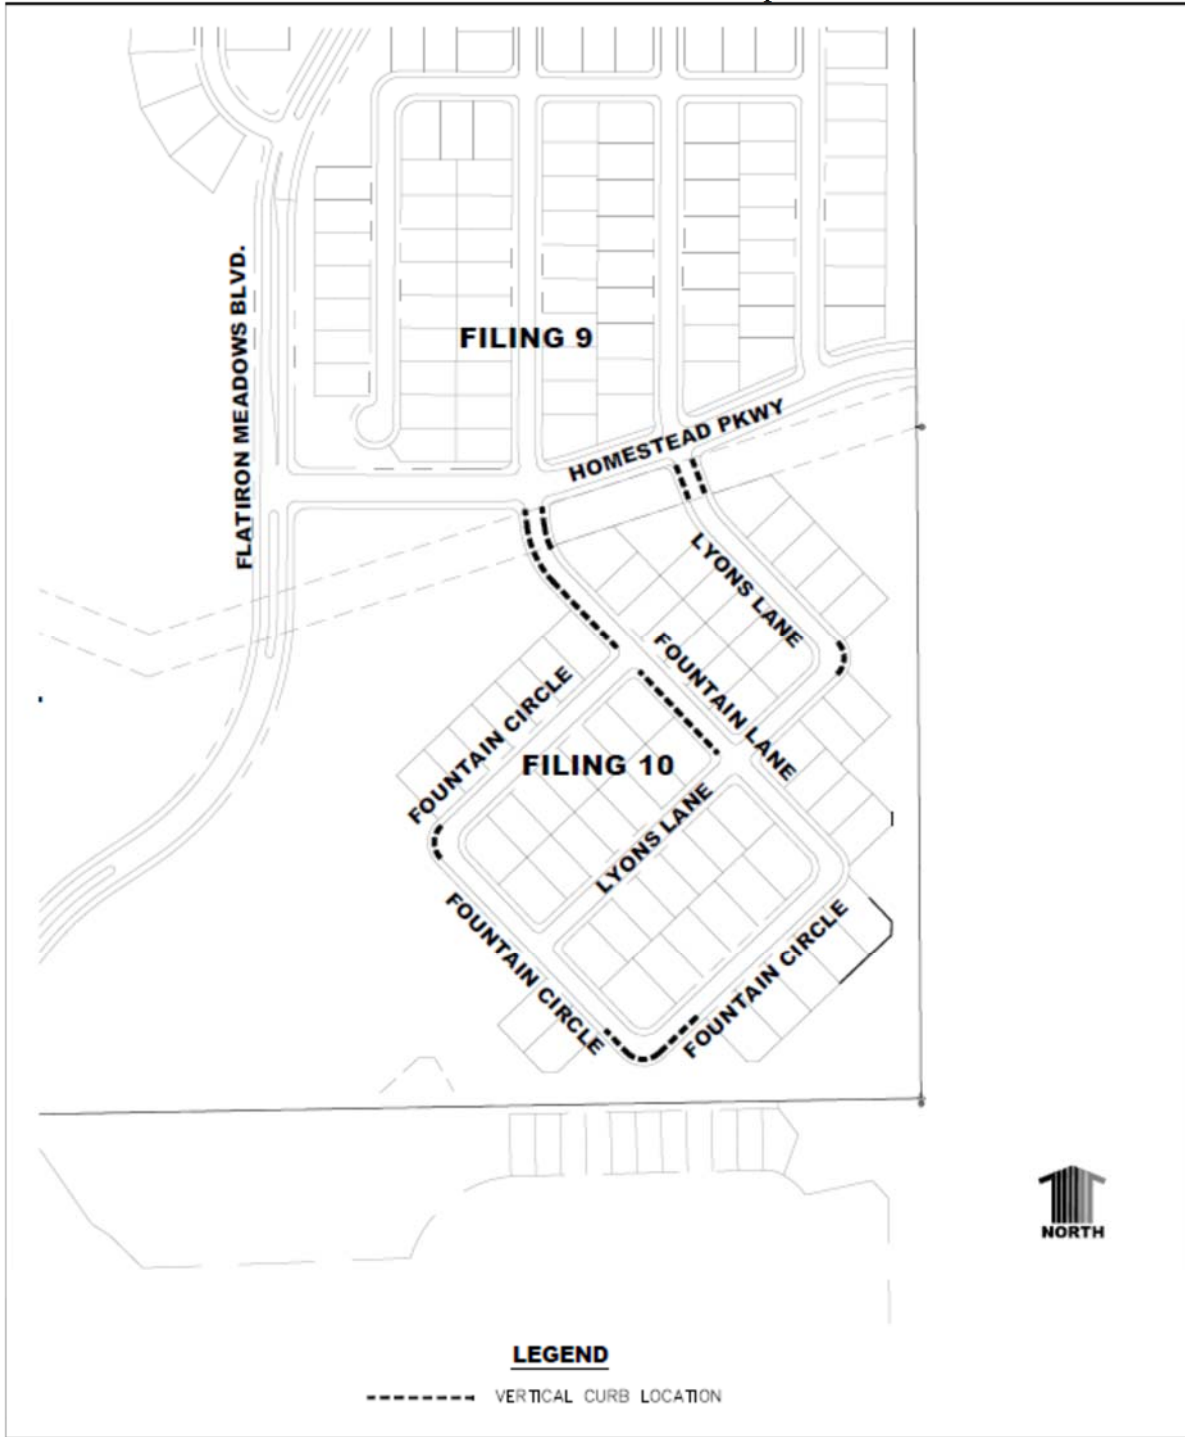 FLATIRON MEADOWS BLVD.
FILING 9
HOMESTEAD PKWY
LYONS LANE
FOUNTAIN LANE
FOUNTAIN CIRCLE
FILING 10
LYONS LANE
FOUNTAIN CIRCLE
FOUNTAIN CIRCLE
NORTH
LEGEND
VERTICAL CURB LOCATION